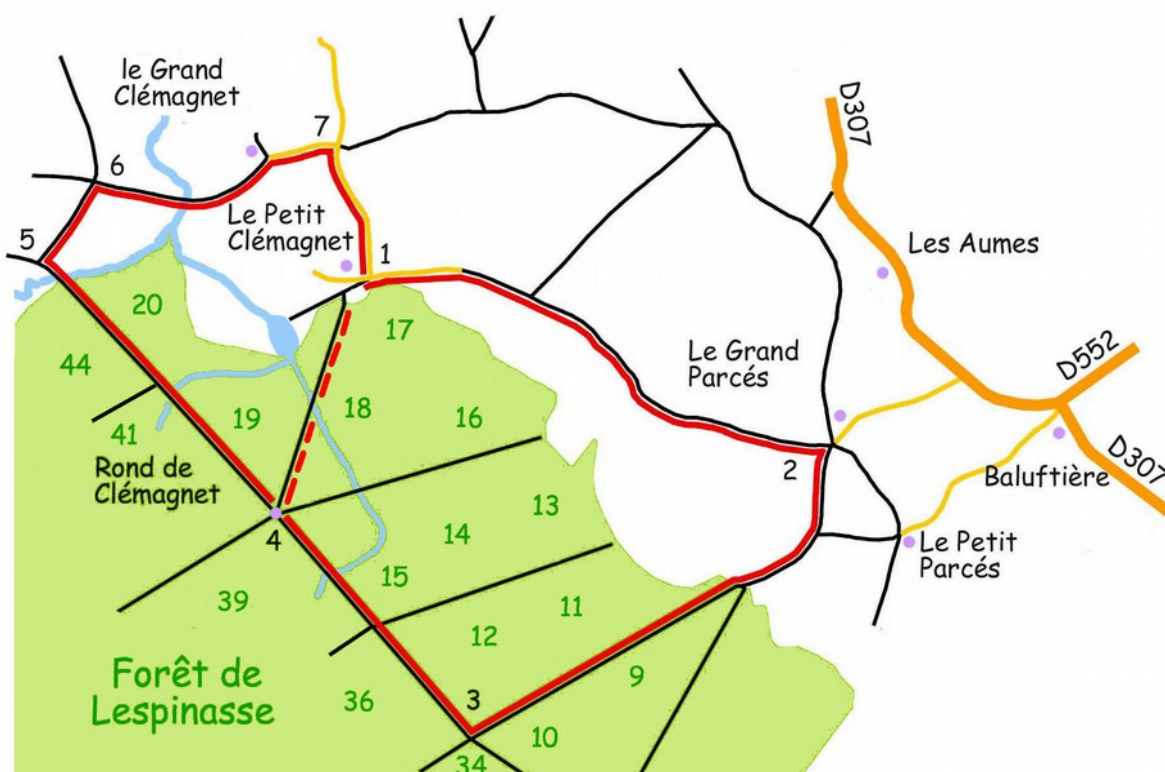 le Grand
Clémagnet
7
D307
6
Le Petit
Clémagnet
5
1
Les Aumes
20
17
44
Le Grand
Parcés
D552
19
18
16
41
Rond de
Clémagnet
2
Baluftière
D307
13
4
14
Le Petit
Parcés
15
39
11
12
Forêt de
Lespinasse
9
36
3
10
34